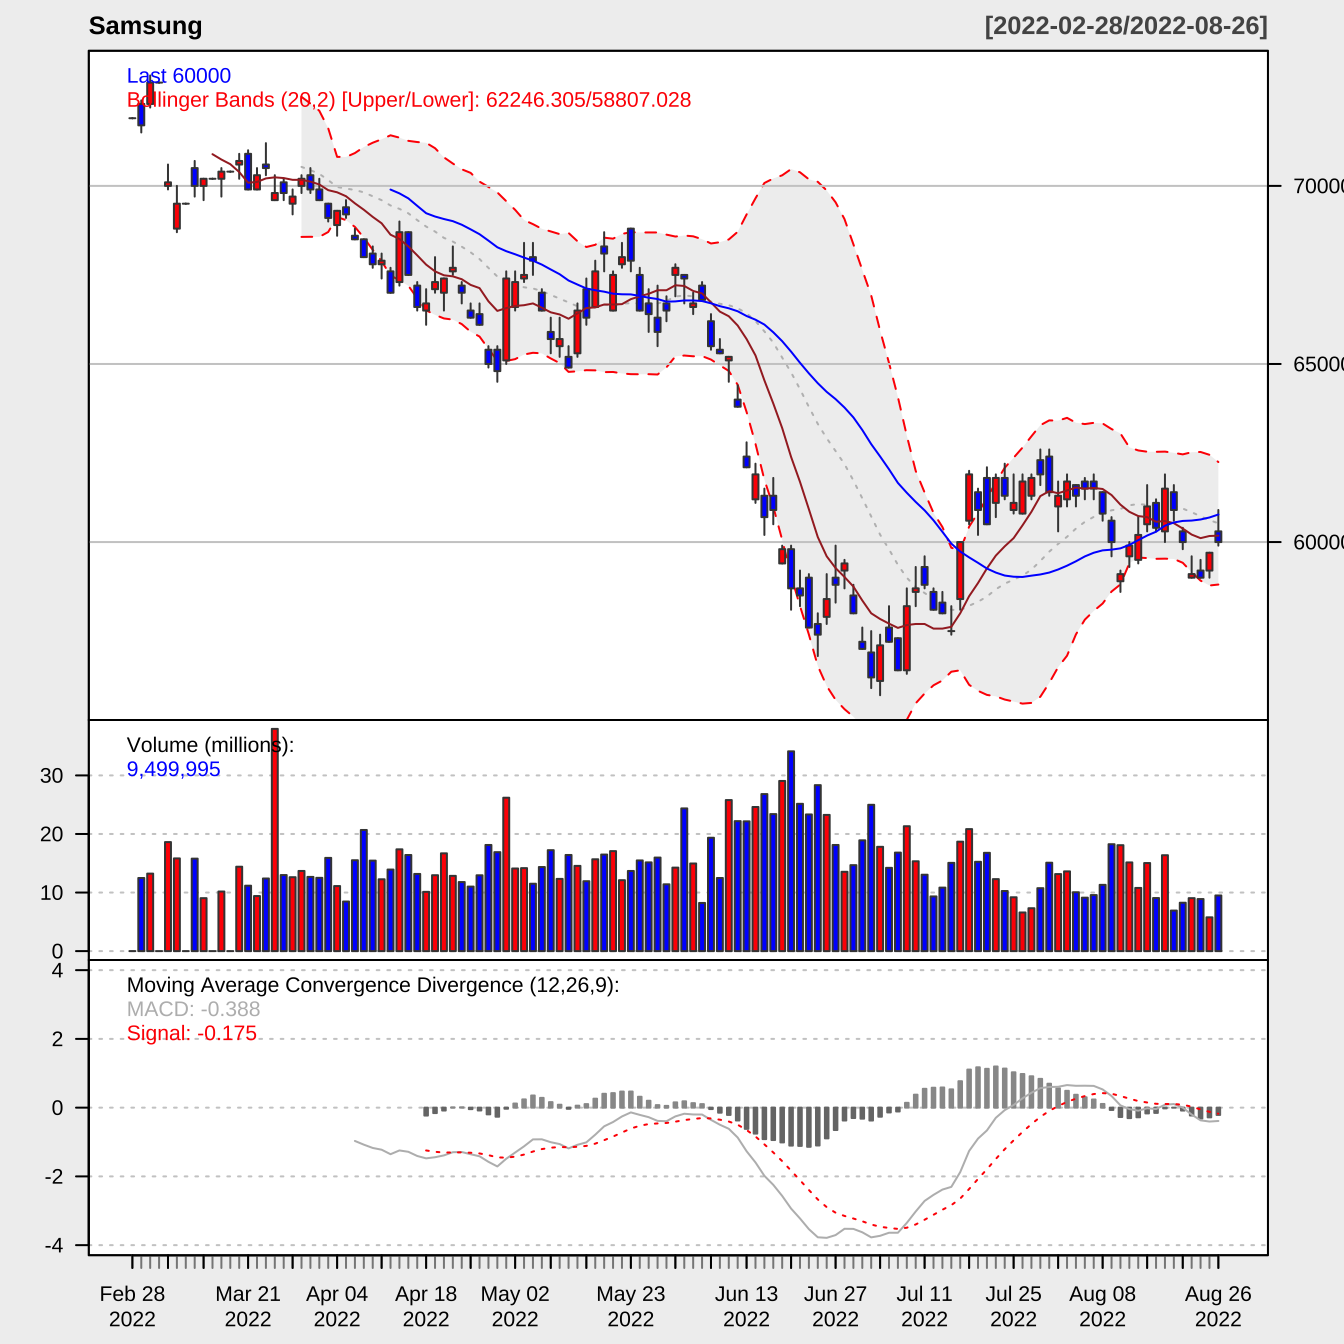 Samsung
[2022-02-28/2022-08-26]
Last 60000
Bollinger Bands (20,2) [Upper/Lower]: 62246.305/58807.028
70000
65000
60000
Volume (millions):
9,499,995
30
20
10
0
Moving Average Convergence Divergence (12,26,9):
MACD: -0.388
Signal: -0.175
4
2
0
-2
-4
Feb 28 2022
Mar 21 2022
Apr 04 2022
Apr 18 2022
May 02 2022
May 23 2022
Jun 13 2022
Jun 27 2022
Jul 11 2022
Jul 25 2022
Aug 08 2022
Aug 26 2022